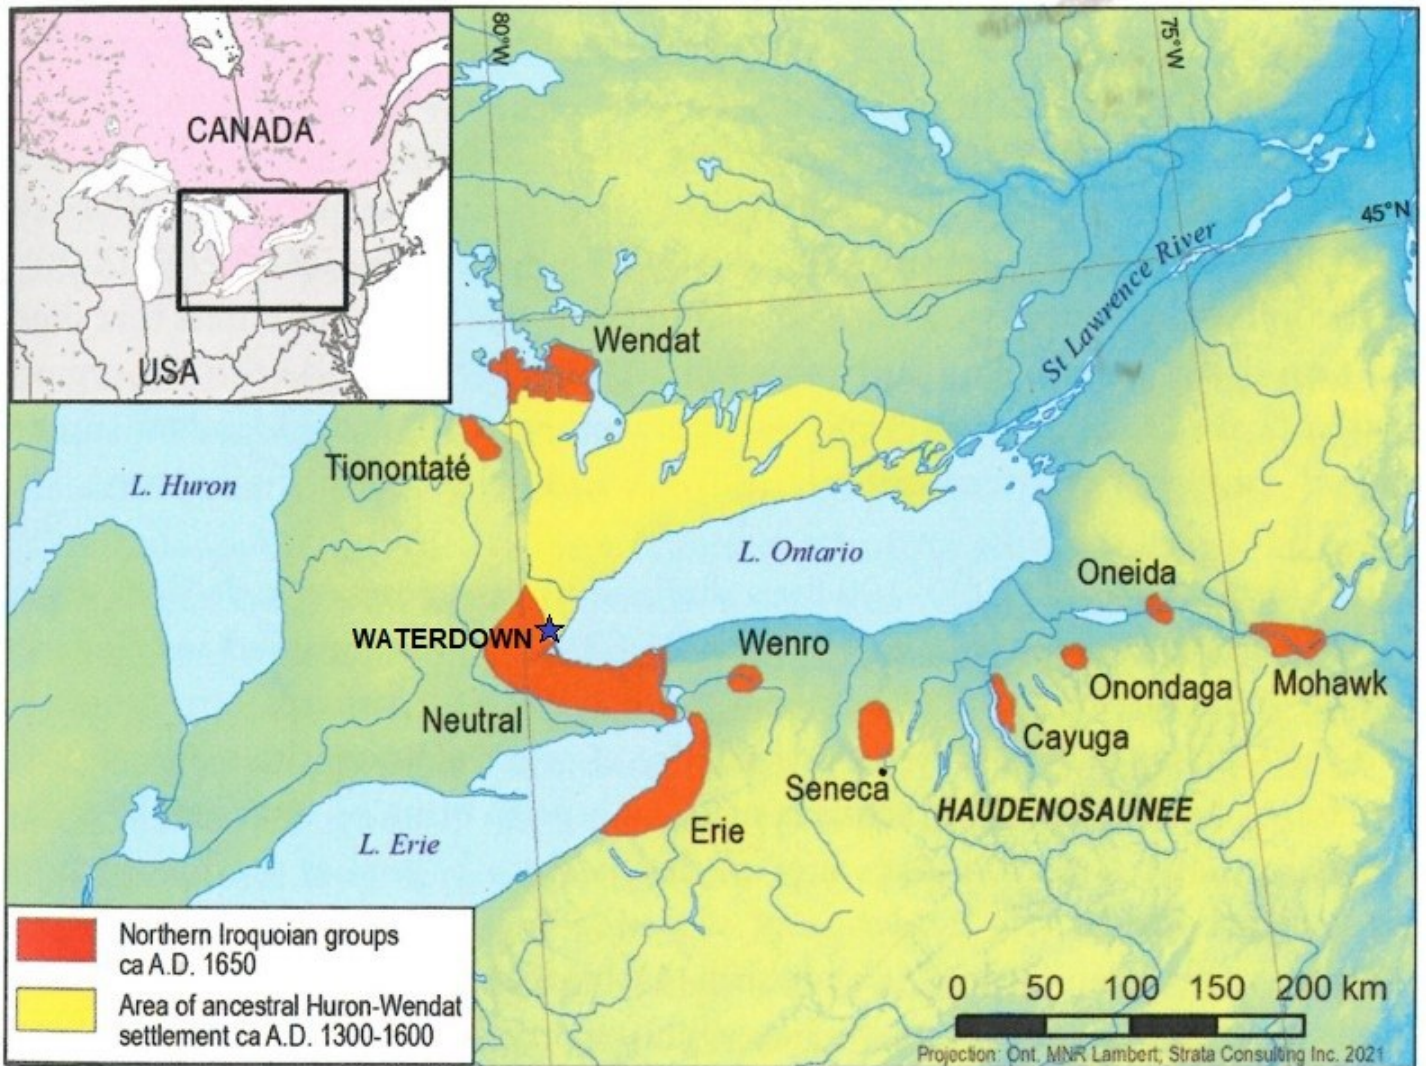 CANADA
USA
80°W
75°W
45°N
St Lawrence River
Wendat
Tionontaté
L. Huron
L. Ontario
Oneida
WATERDOWN
Wenro
Onondaga
Mohawk
Neutral
Cayuga
Seneca
HAUDENOSAUNEE
Erie
L. Erie
Northern Iroquoian groups
ca A.D. 1650
Area of ancestral Huron-Wendat
settlement ca A.D. 1300-1600
0 50 100 150 200 km
Projection: Ont. MNR Lambert; Strata Consulting Inc. 2021